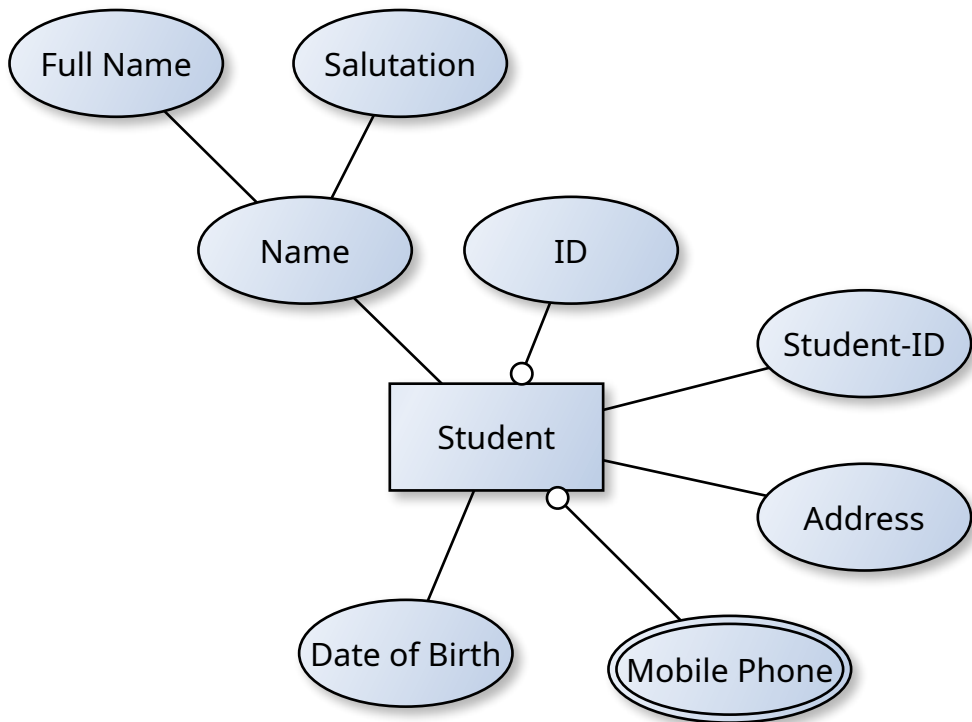 Full Name
Salutation
Name
ID
Student-ID
Student
Address
Date of Birth
Mobile Phone